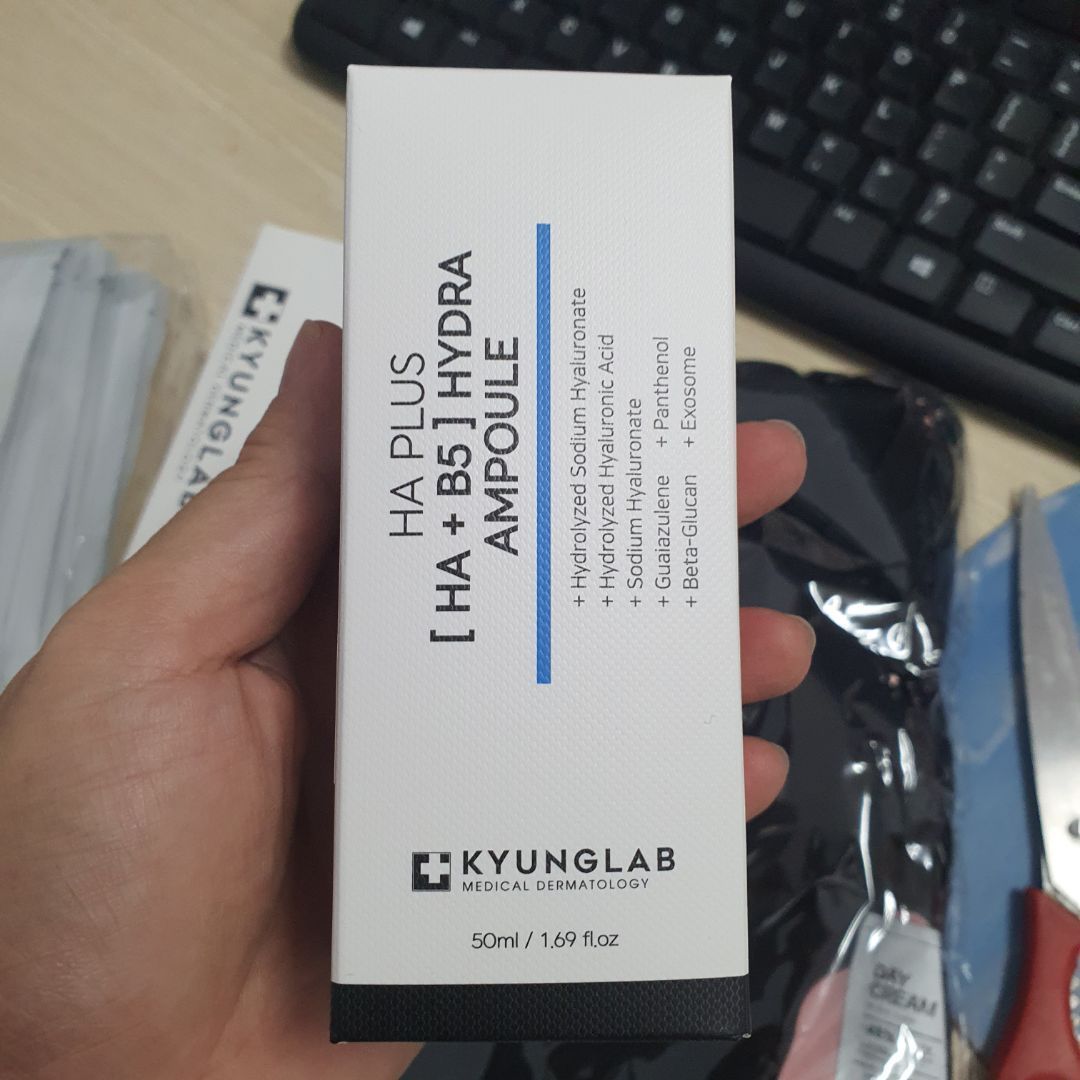 HA PLUS
[ HA + B5 ] HYDRA
AMPOULE
+ Hydrolyzed Sodium Hyaluronate
+ Hydrolyzed Hyaluronic Acid
+ Sodium Hyaluronate
+ Guaiazulene + Panthenol
+ Beta-Glucan + Exosome
KYUNGLAB
MEDICAL DERMATOLOGY
50ml / 1.69 fl.oz
KYUNGLAB
DAY
CREAM